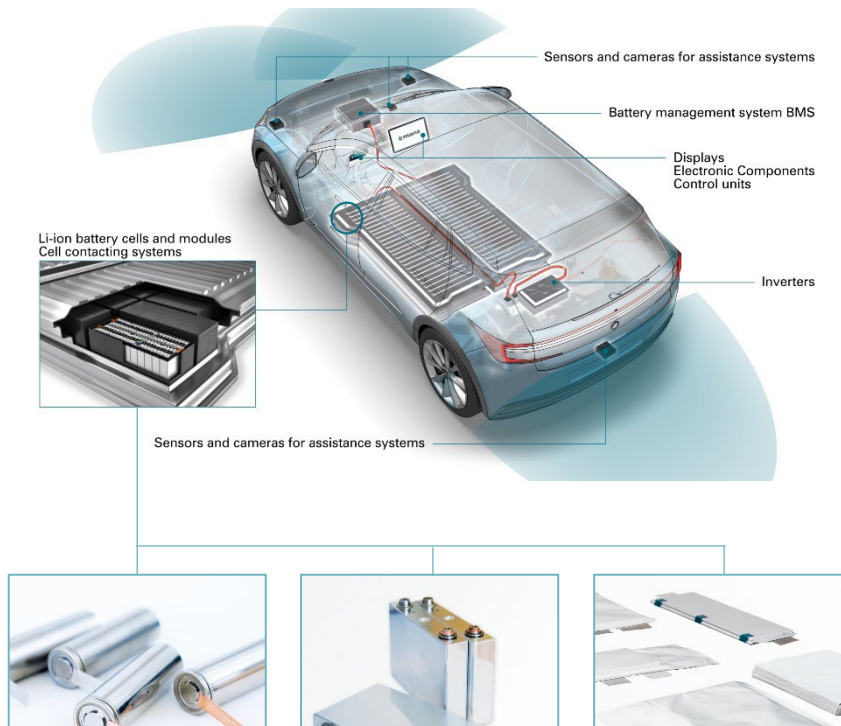 Sensors and cameras for assistance systems
Battery management system BMS
Displays
Electronic Components
Control units
Li-ion battery cells and modules
Cell contacting systems
Inverters
Sensors and cameras for assistance systems